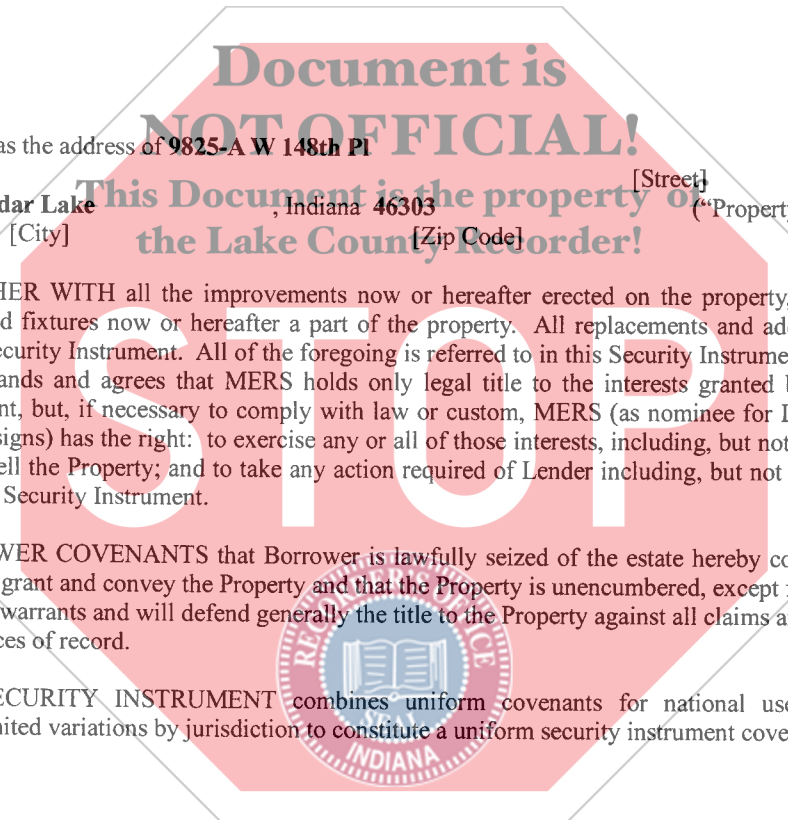 Document is
NOT OFFICIAL!
This Document is the property of
the Lake County Recorder!
as the address of 9825-A W 148th Pl
[Street]
dar Lake , Indiana 46303 (“Property
[City] [Zip Code]
HER WITH all the improvements now or hereafter erected on the property,
d fixtures now or hereafter a part of the property. All replacements and ad
ecurity Instrument. All of the foregoing is referred to in this Security Instrume
ands and agrees that MERS holds only legal title to the interests granted
nt, but, if necessary to comply with law or custom, MERS (as nominee for
signs) has the right: to exercise any or all of those interests, including, but not
ell the Property; and to take any action required of Lender including, but not
Security Instrument.
WER COVENANTS that Borrower is lawfully seized of the estate hereby co
grant and convey the Property and that the Property is unencumbered, except
warrants and will defend generally the title to the Property against all claims a
ces of record.
ECURITY INSTRUMENT combines uniform covenants for national use
ited variations by jurisdiction to constitute a uniform security instrument cove
STOP
RECORDER'S OFFICE
SEAL
INDIANA